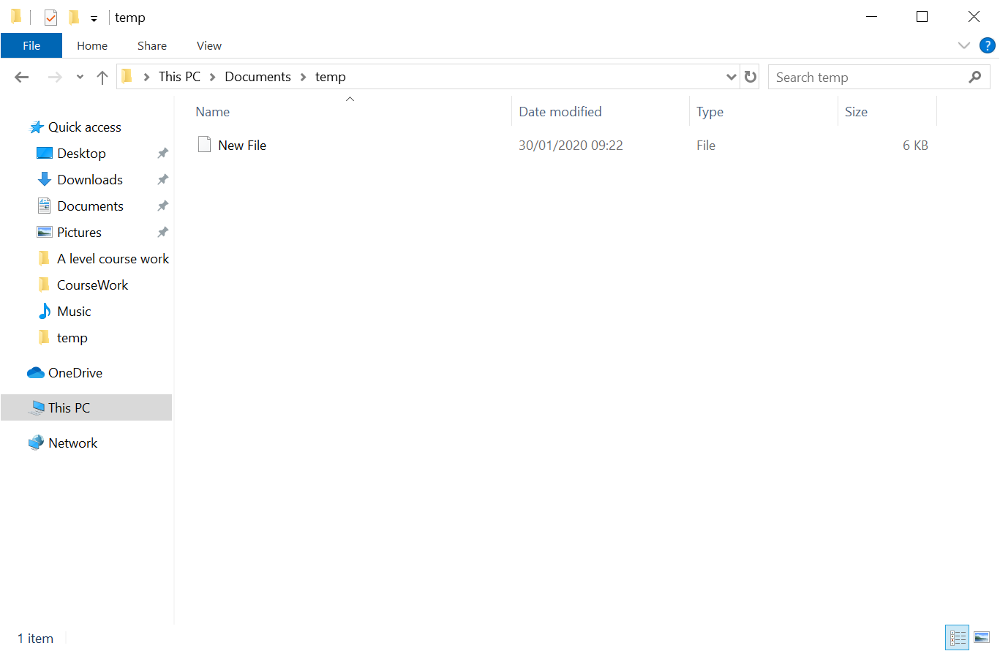 temp
File Home Share View ?
This PC Documents temp Search temp
Name Date modified Type Size
New File 30/01/2020 09:22 File 6 KB
Quick access
Desktop
Downloads
Documents
Pictures
A level course work
CourseWork
Music
temp
OneDrive
This PC
Network
1 item